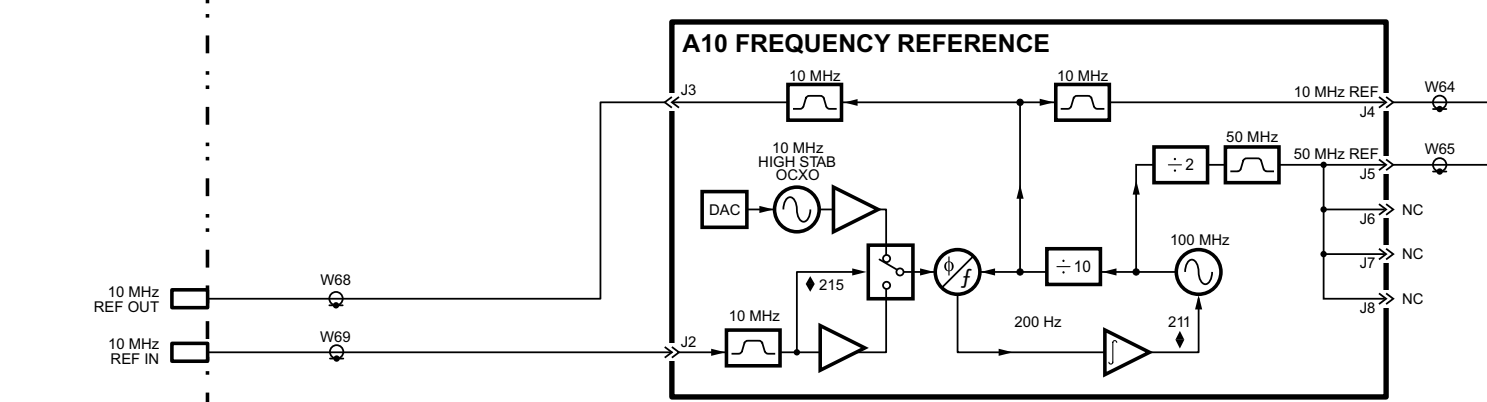 A10 FREQUENCY REFERENCE
J3
10 MHz
10 MHz
10 MHz REF
J4
W64
10 MHz
HIGH STAB
OCXO
DAC
÷ 2
50 MHz
50 MHz REF
J5
W65
J6
NC
100 MHz
ϕ
f
÷ 10
J7
NC
♦ 215
10 MHz
REF OUT
W68
J8
NC
10 MHz
REF IN
W69
J2
10 MHz
200 Hz
∫
211
♦